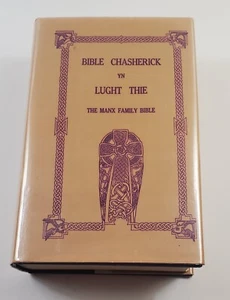 BIBLE CHASHERICK
YN
LUGHT THIE
THE MANX FAMILY BIBLE